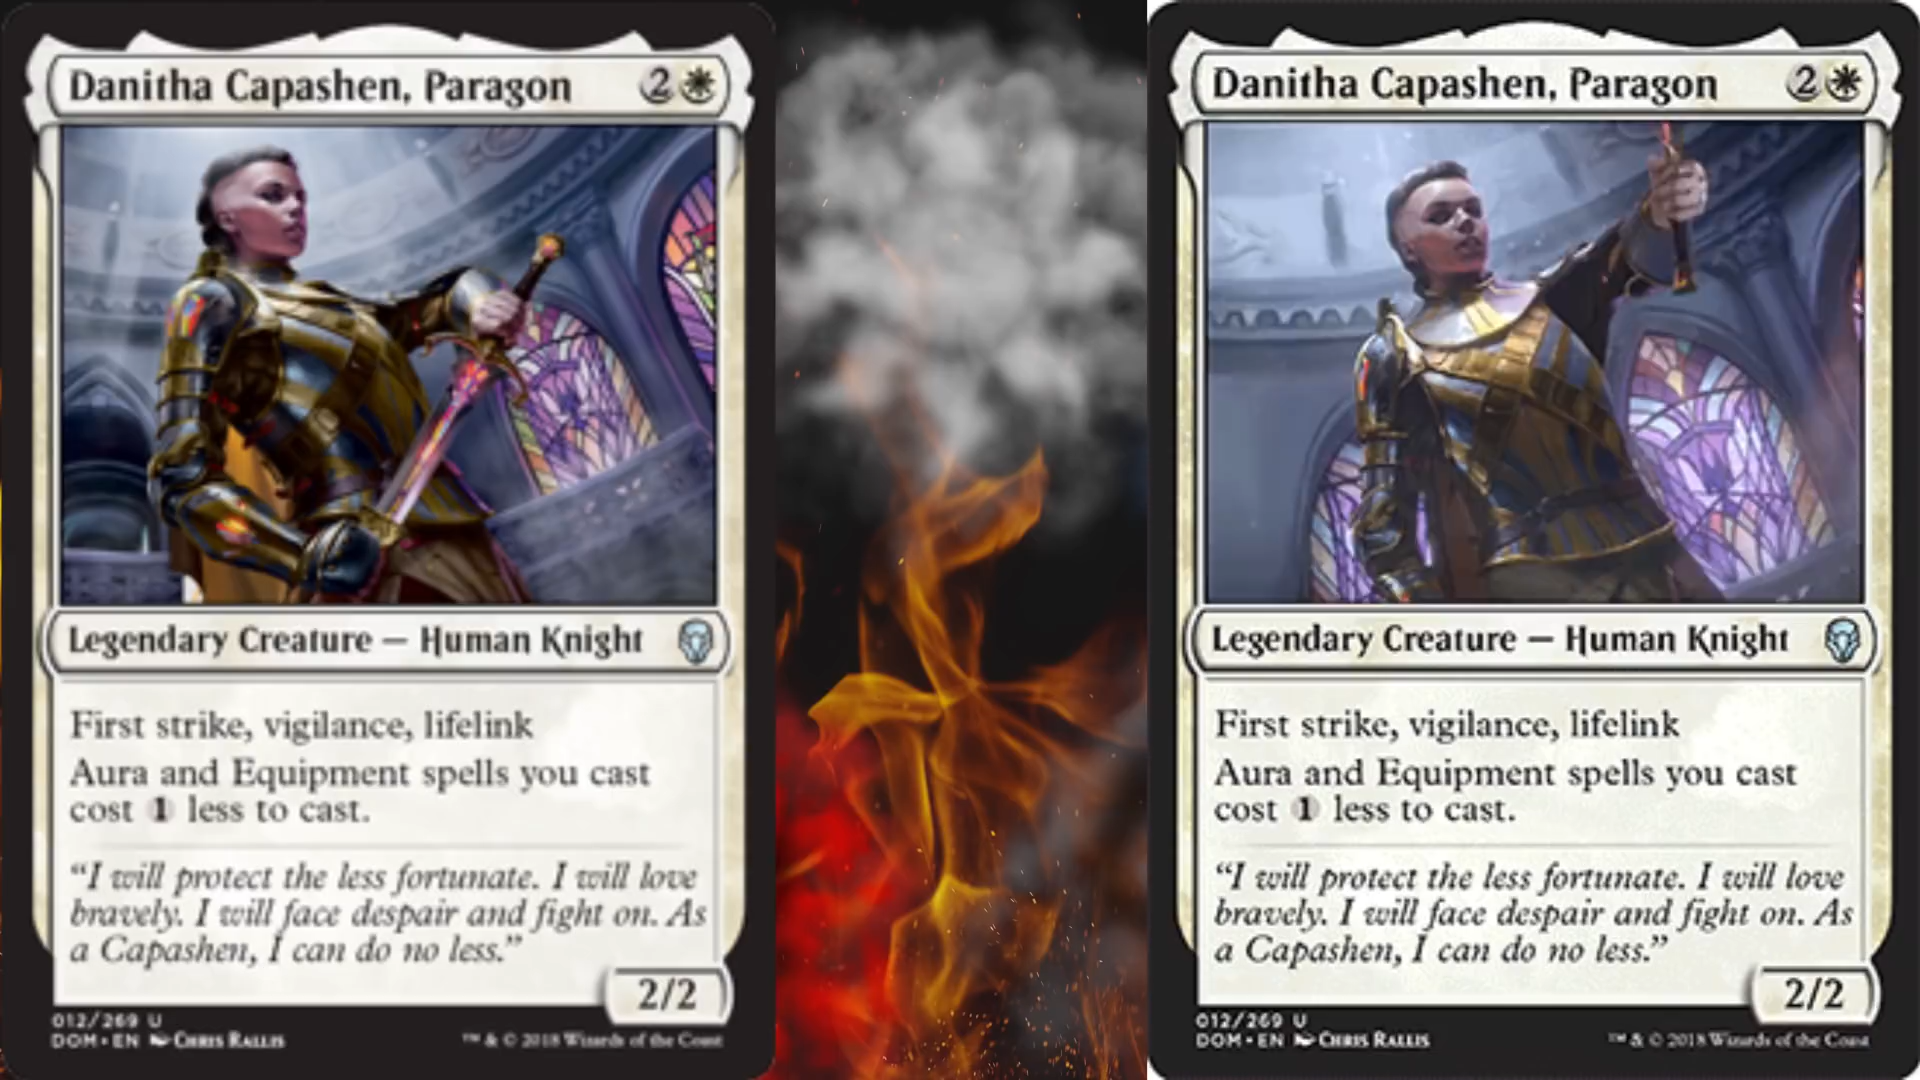 Danitha Capashen, Paragon 2
Legendary Creature — Human Knight
First strike, vigilance, lifelink
Aura and Equipment spells you cast
cost 1 less to cast.
“I will protect the less fortunate. I will love
bravely. I will face despair and fight on. As
a Capashen, I can do no less.”
2/2
012/269 U
DOM • EN CHRIS RALLIS
™ & © 2018 Wizards of the Coast
Danitha Capashen, Paragon 2
Legendary Creature — Human Knight
First strike, vigilance, lifelink
Aura and Equipment spells you cast
cost 1 less to cast.
“I will protect the less fortunate. I will love
bravely. I will face despair and fight on. As
a Capashen, I can do no less.”
2/2
012/269 U
DOM • EN CHRIS RALLIS
™ & © 2018 Wizards of the Coast